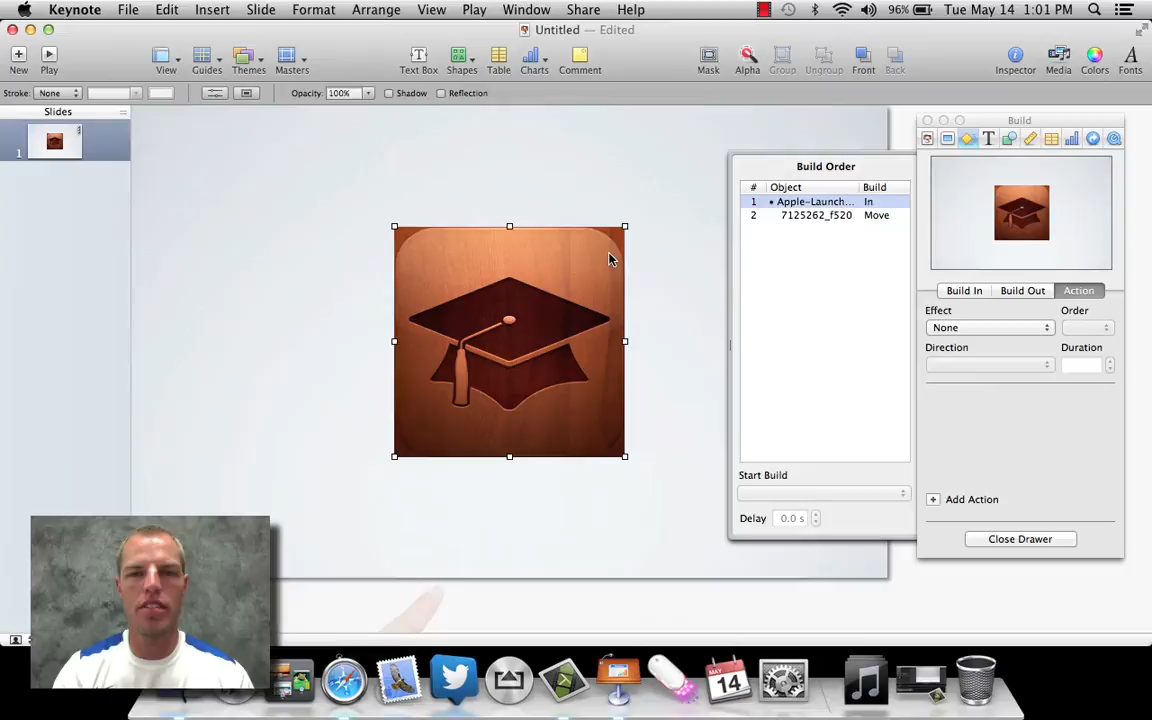 Keynote File Edit Insert Slide Format Arrange View Play Window Share Help 96% Tue May 14 1:01 PM
Untitled — Edited
New Play View Guides Themes Masters Text Box Shapes Table Charts Comment Mask Alpha Group Ungroup Front Back Inspector Media Colors Fonts
Stroke: None Opacity: 100% Shadow Reflection
Slides
1
Build Order
# Object Build
1 • Apple-Launch... In
2 7125262_f520 Move
Start Build
Delay 0.0 s
Build
Build In Build Out Action
Effect Order
None
Direction Duration
+ Add Action
Close Drawer
MAY
14